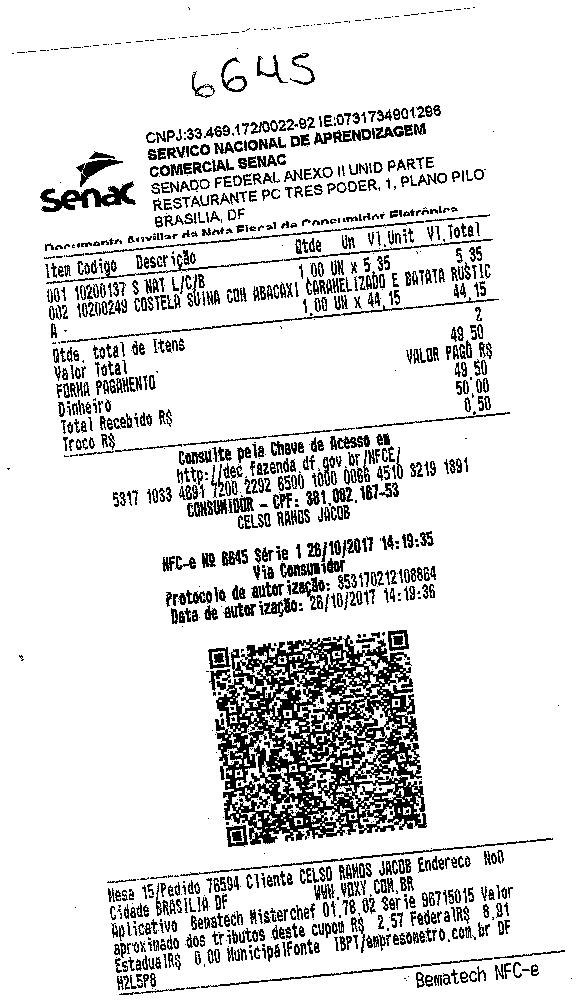 6645
CNPJ:33.469.172/0022-92 IE:0731734901296
SERVICO NACIONAL DE APRENDIZAGEM
COMERCIAL SENAC
SENADO FEDERAL ANEXO II UNID PARTE
RESTAURANTE PC TRES PODER, 1, PLANO PILO
BRASILIA, DF
Senac
Documento Auxiliar da Nota Fiscal de Consumidor Eletrônica
Item Codigo Descrição Qtde Un Vl.Unit Vl.Total
001 10200137 S NAT L/C/B
1,00 UN x 5,35 5,35
002 10200249 COSTELA SUINA COM ABACAXI CARAMELIZADO E BATATA RUSTIC
A - 1,00 UN x 44,15 44,15
Qtde. total de Itens 2
Valor Total 49,50
FORMA PAGAMENTO VALOR PAGO R$
Dinheiro 49,50
Total Recebido R$ 50,00
Troco R$ 0,50
Consulte pela Chave de Acesso em
http://dec.fazenda.df.gov.br/NFCE/
5317 1033 4691 7200 2292 6500 1000 0066 4510 3219 1891
CONSUMIDOR - CPF: 381.082.167-53
CELSO RAMOS JACOB
NFC-e Nº 6645 Série 1 26/10/2017 14:19:35
Via Consumidor
Protocolo de autorização: 353170212108864
Data de autorização: 26/10/2017 14:19:36
Mesa 15/Pedido 76594 Cliente CELSO RAMOS JACOB Endereco No0
Cidade BRASILIA DF WWW.VOXY.COM.BR
Aplicativo Bematech Misterchef 01.78.02 Serie 96715015 Valor
aproximado dos tributos deste cupom R$ 2,57 FederalR$ 8,91
EstadualR$ 0,00 MunicipalFonte IBPT/empresometro.com.br DF
H2L5P8
Bematech NFC-e